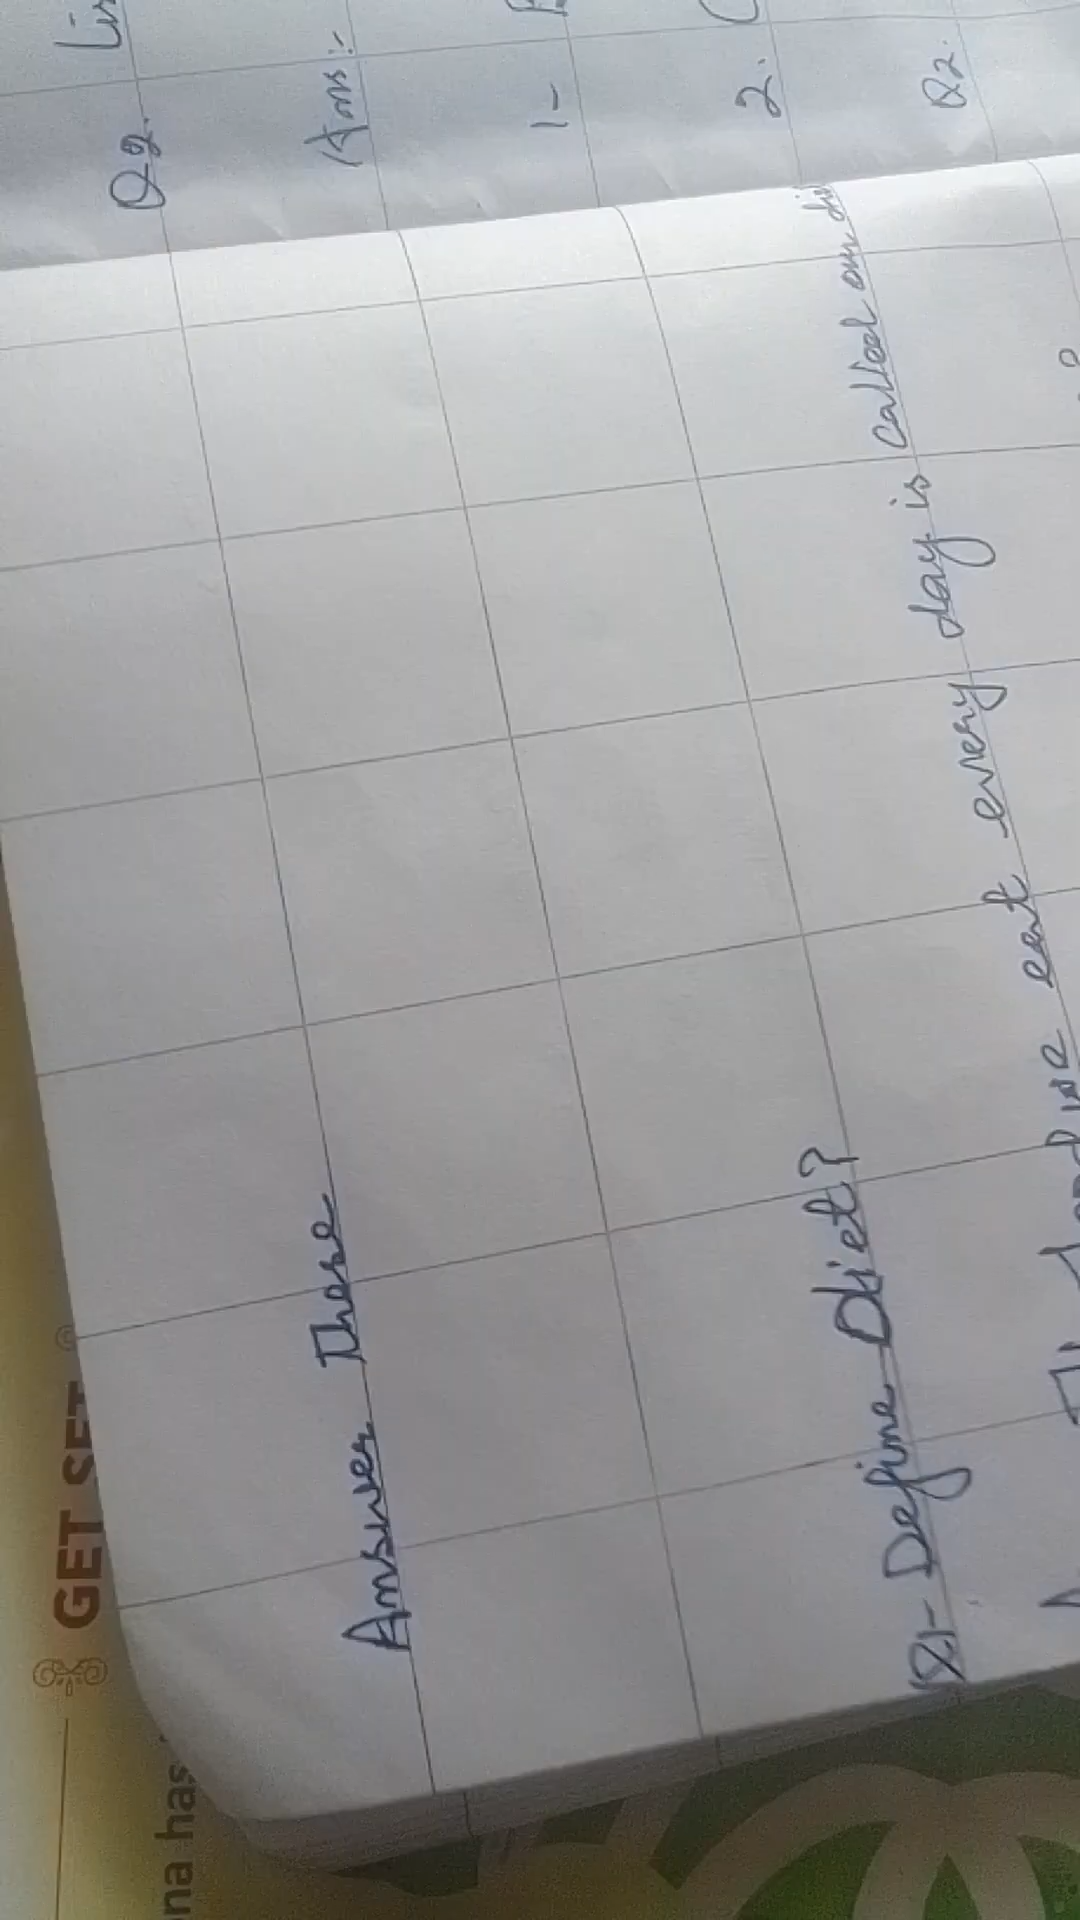 Answer These
Q1- Define Diet?
eat every day is called our
Q2.
Ans:-
1-
2.
Q2.
GET SET
na has